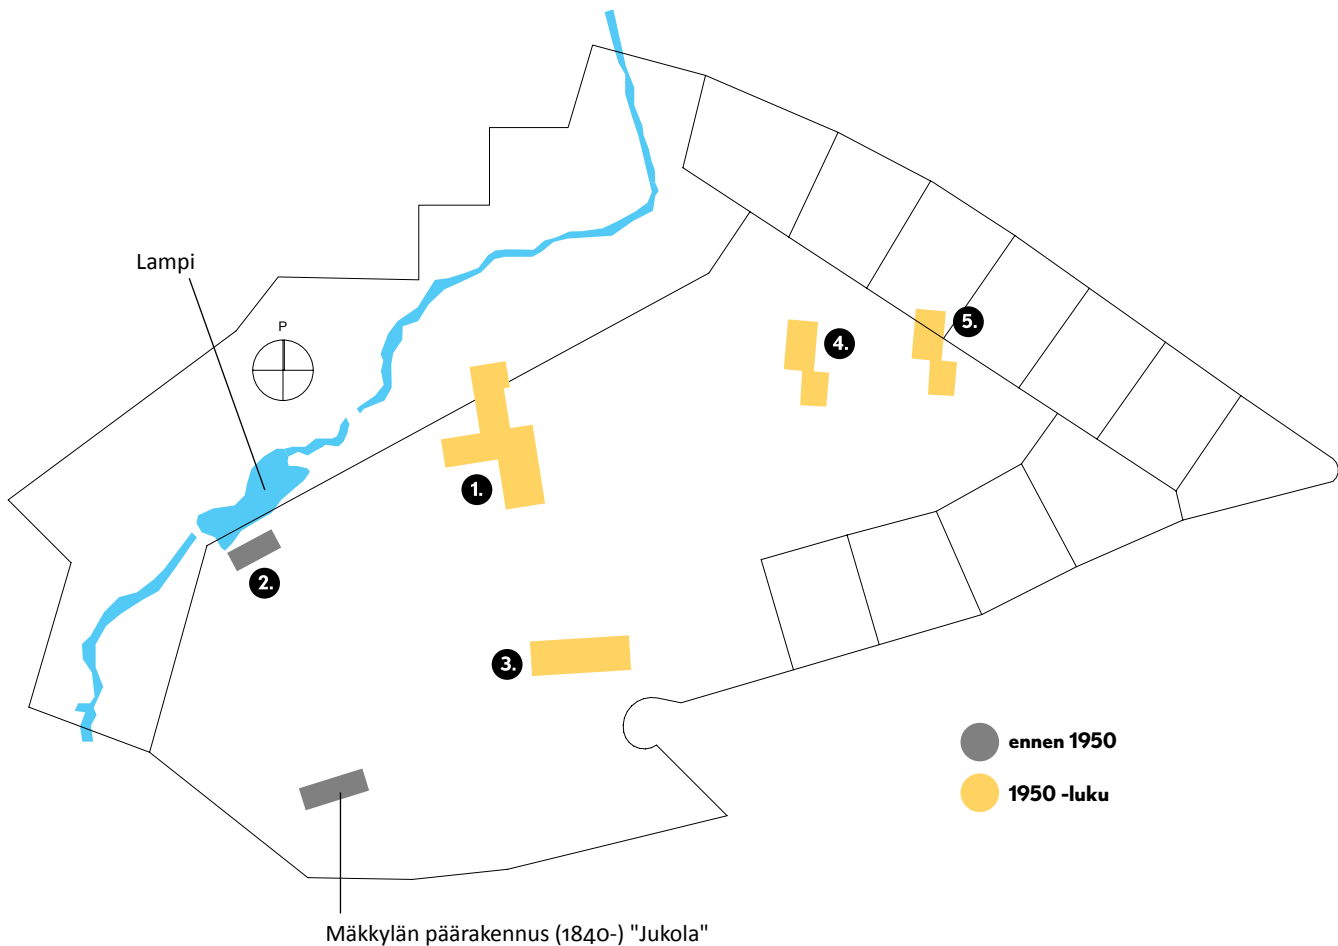 Lampi
P
4.
5.
1.
2.
3.
ennen 1950
1950 -luku
Mäkkylän päärakennus (1840-) "Jukola"